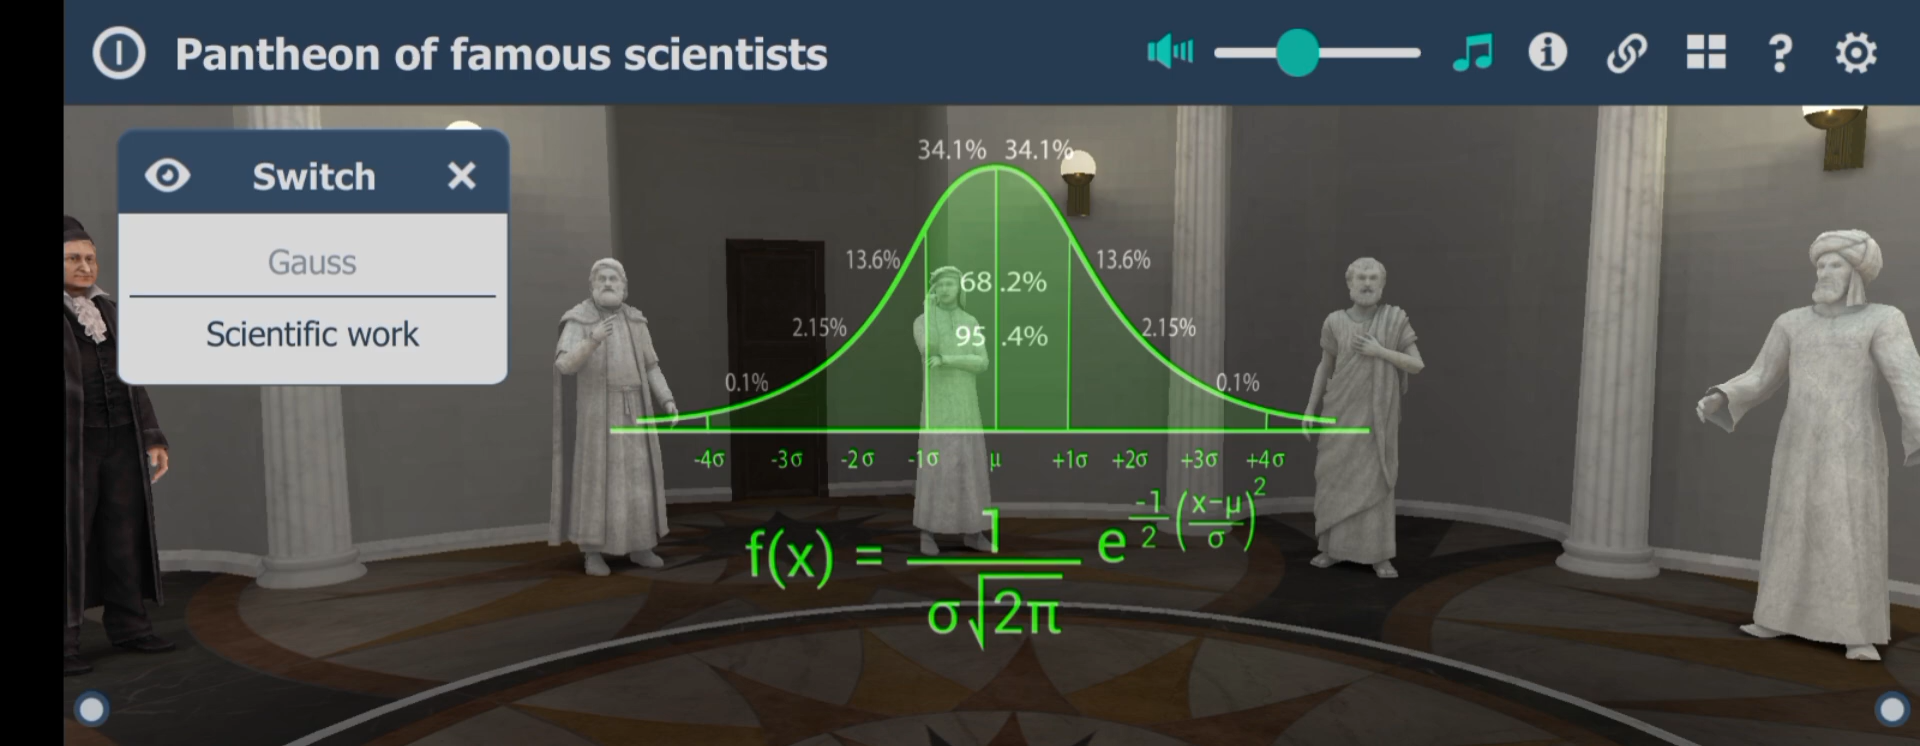 Pantheon of famous scientists
Switch
Gauss
Scientific work
34.1% 34.1%
13.6% 13.6%
68.2%
2.15% 95.4% 2.15%
0.1% 0.1%
-4σ -3σ -2σ -1σ μ +1σ +2σ +3σ +4σ
f(x) = 1 / σ√2π e^(-1/2 (x-μ / σ)^2)